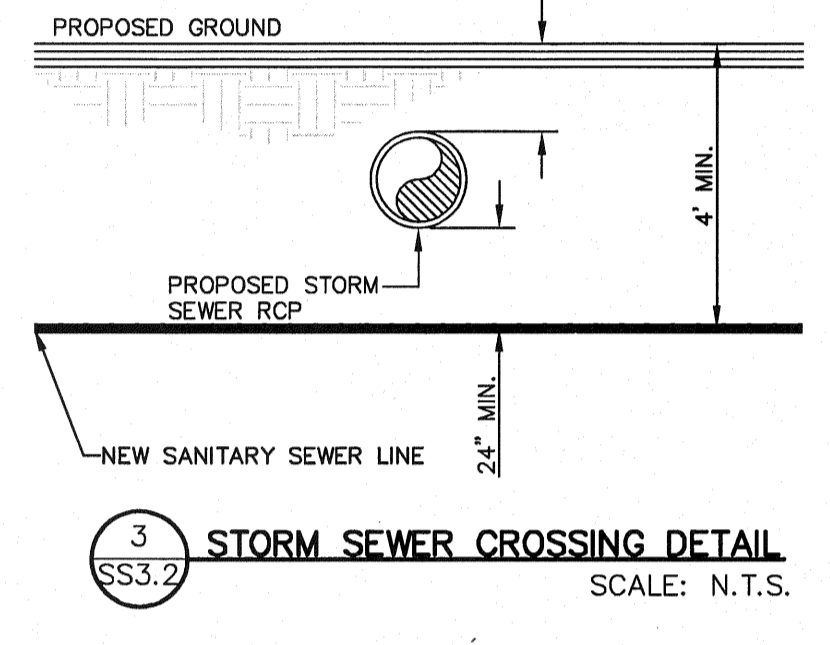 PROPOSED GROUND
4' MIN.
PROPOSED STORM
SEWER RCP
24" MIN.
NEW SANITARY SEWER LINE
3
SS3.2
STORM SEWER CROSSING DETAIL
SCALE: N.T.S.